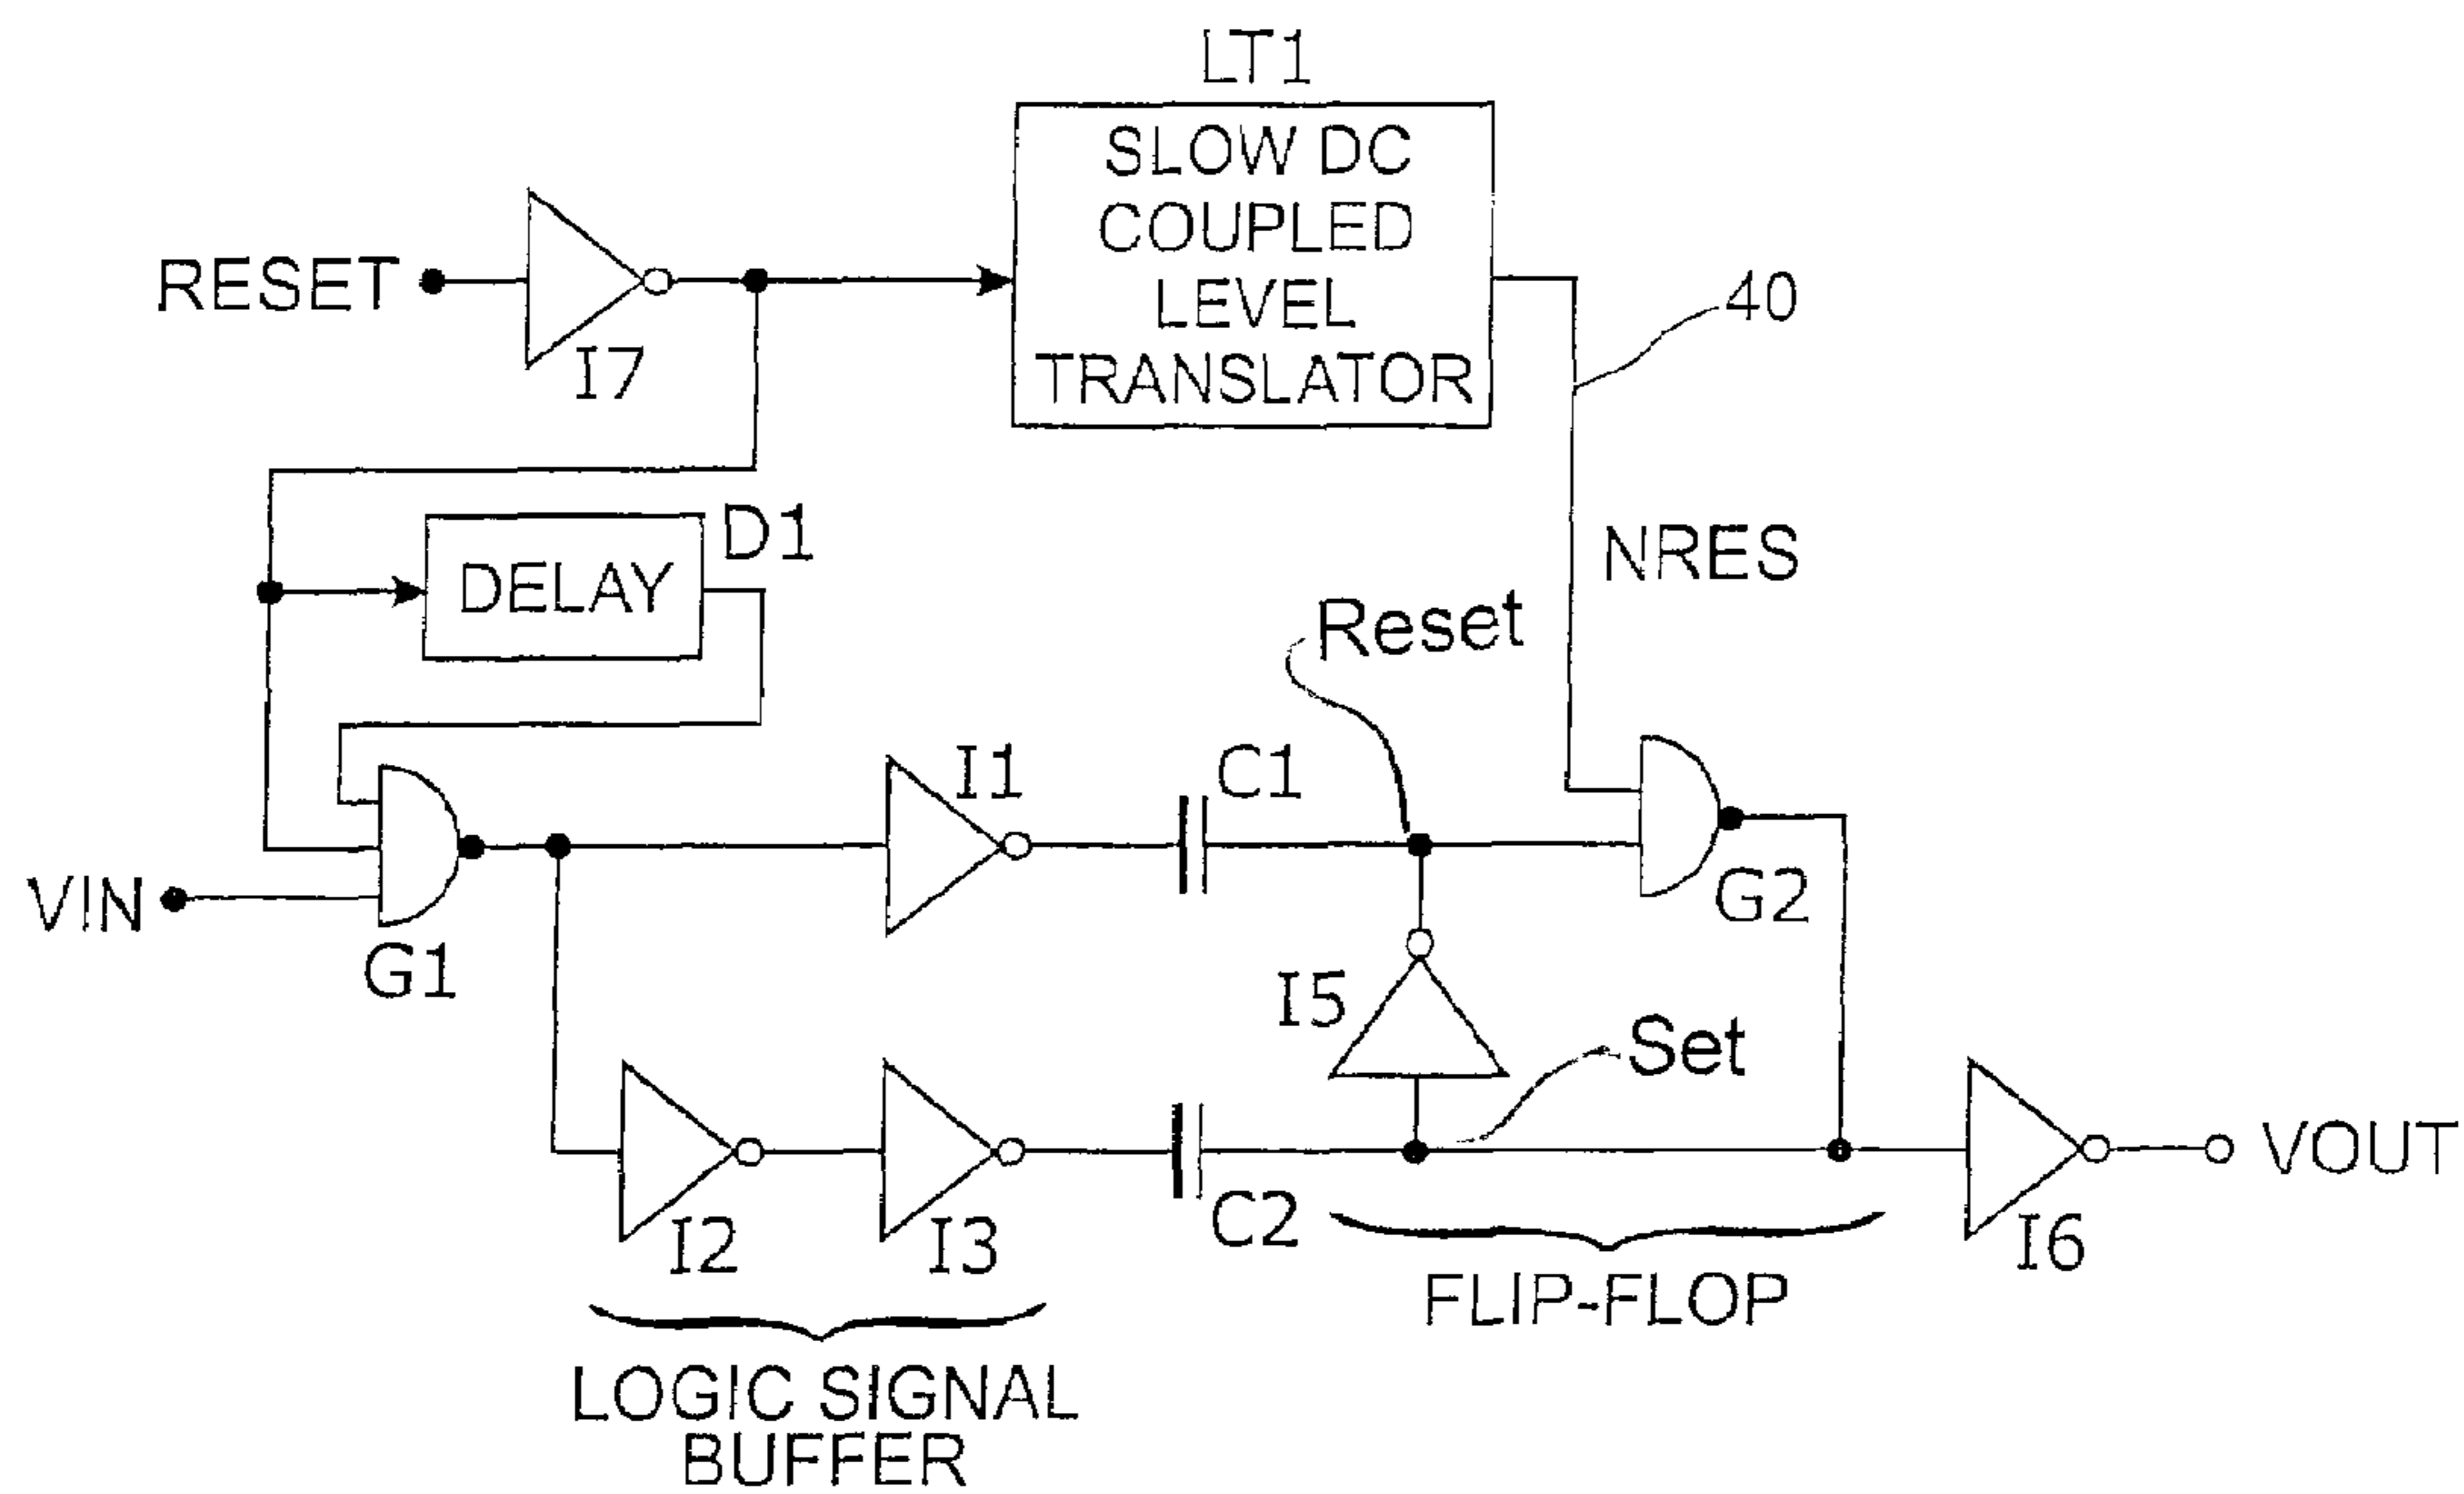 LT1
SLOW DC
COUPLED
LEVEL
TRANSLATOR
RESET
I7
40
D1
DELAY
NRES
Reset
I1
C1
VIN
G1
G2
I5
Set
I2
I3
C2
VOUT
I6
FLIP-FLOP
LOGIC SIGNAL
BUFFER